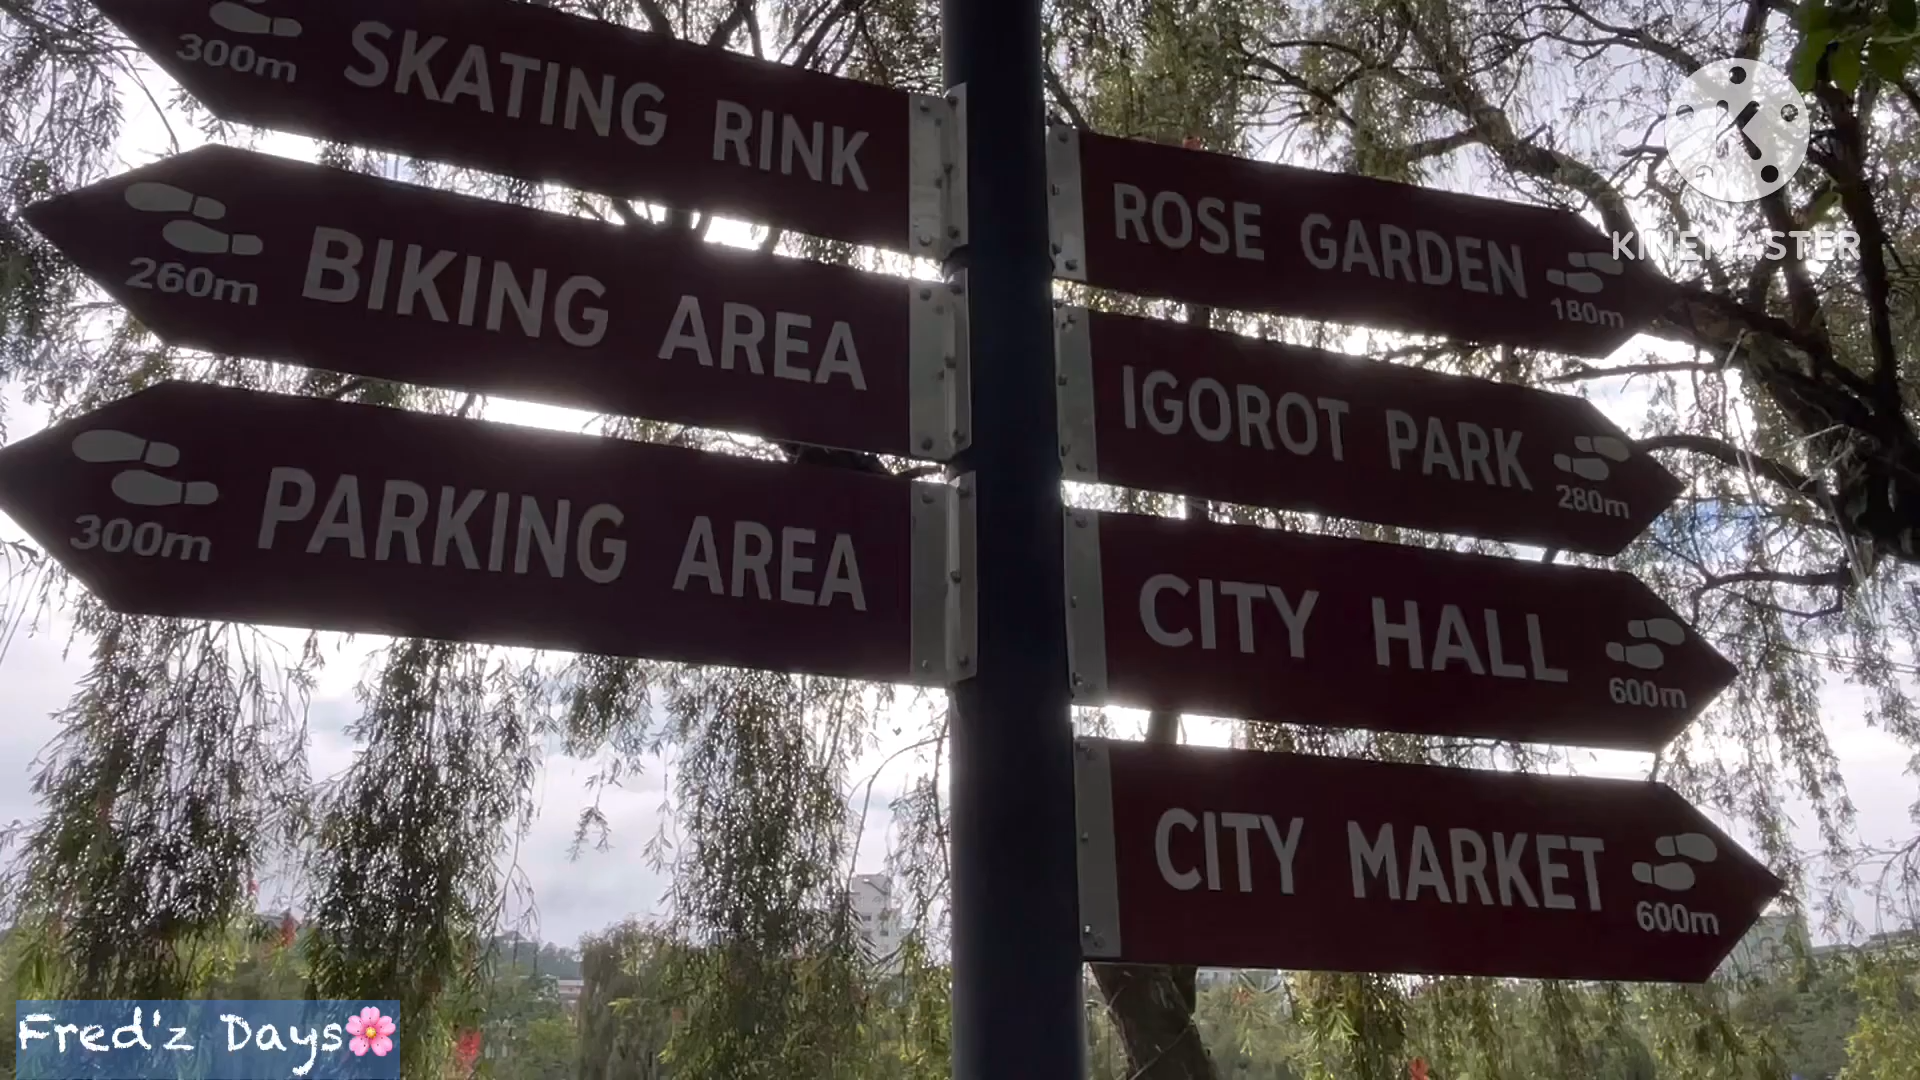 300m SKATING RINK
260m BIKING AREA
300m PARKING AREA
ROSE GARDEN 180m
IGOROT PARK 280m
CITY HALL 600m
CITY MARKET 600m
KINEMASTER
Fred'z Days🌸